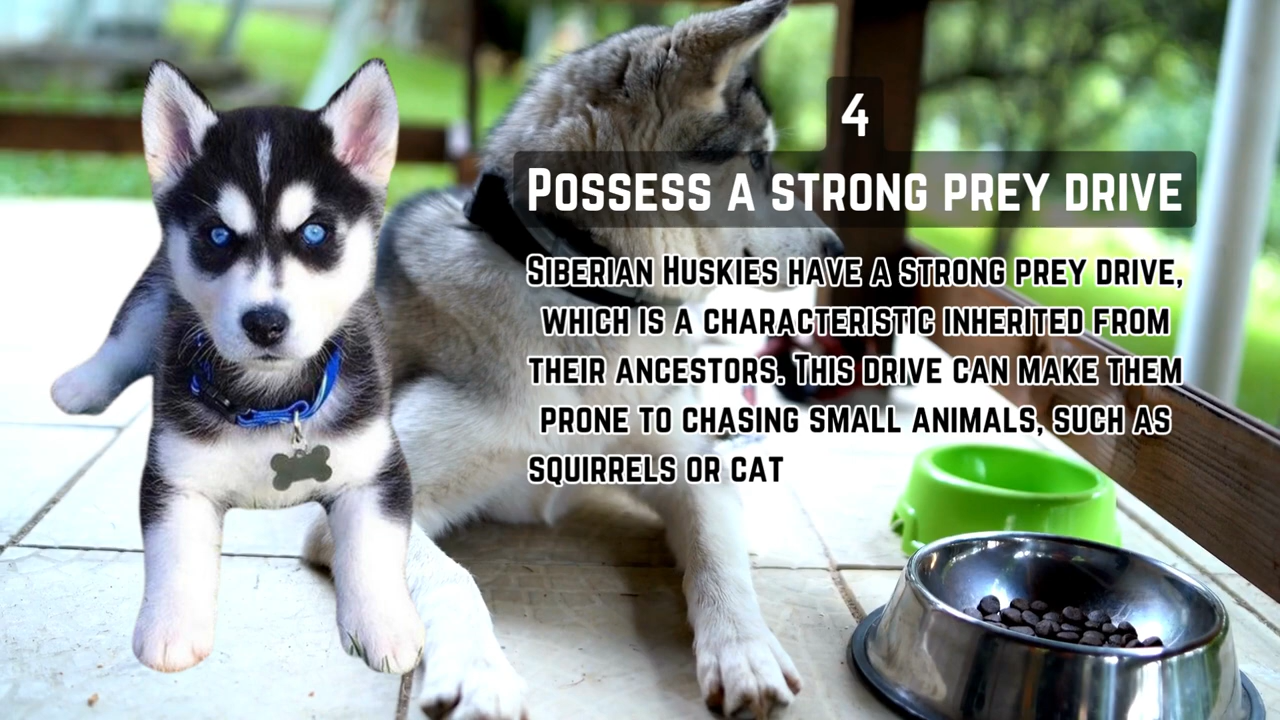 4
Possess a strong prey drive
Siberian Huskies have a strong prey drive,
which is a characteristic inherited from
their ancestors. This drive can make them
prone to chasing small animals, such as
squirrels or cat